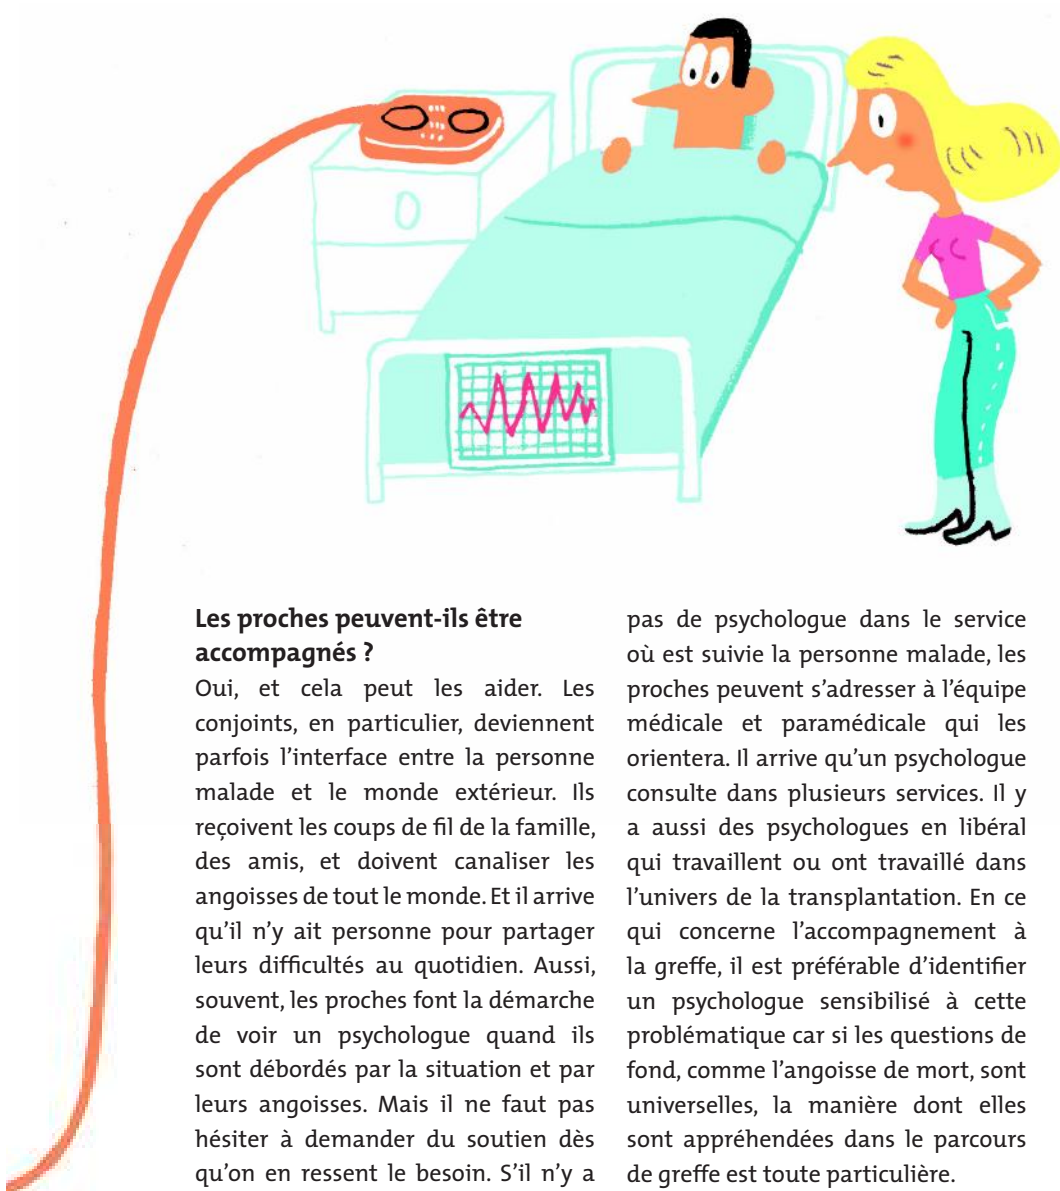 Les proches peuvent-ils être
accompagnés ?
Oui, et cela peut les aider. Les
conjoints, en particulier, deviennent
parfois l’interface entre la personne
malade et le monde extérieur. Ils
reçoivent les coups de fil de la famille,
des amis, et doivent canaliser les
angoisses de tout le monde. Et il arrive
qu’il n’y ait personne pour partager
leurs difficultés au quotidien. Aussi,
souvent, les proches font la démarche
de voir un psychologue quand ils
sont débordés par la situation et par
leurs angoisses. Mais il ne faut pas
hésiter à demander du soutien dès
qu’on en ressent le besoin. S’il n’y a
pas de psychologue dans le service
où est suivie la personne malade, les
proches peuvent s’adresser à l’équipe
médicale et paramédicale qui les
orientera. Il arrive qu’un psychologue
consulte dans plusieurs services. Il y
a aussi des psychologues en libéral
qui travaillent ou ont travaillé dans
l’univers de la transplantation. En ce
qui concerne l’accompagnement à
la greffe, il est préférable d’identifier
un psychologue sensibilisé à cette
problématique car si les questions de
fond, comme l’angoisse de mort, sont
universelles, la manière dont elles
sont appréhendées dans le parcours
de greffe est toute particulière.